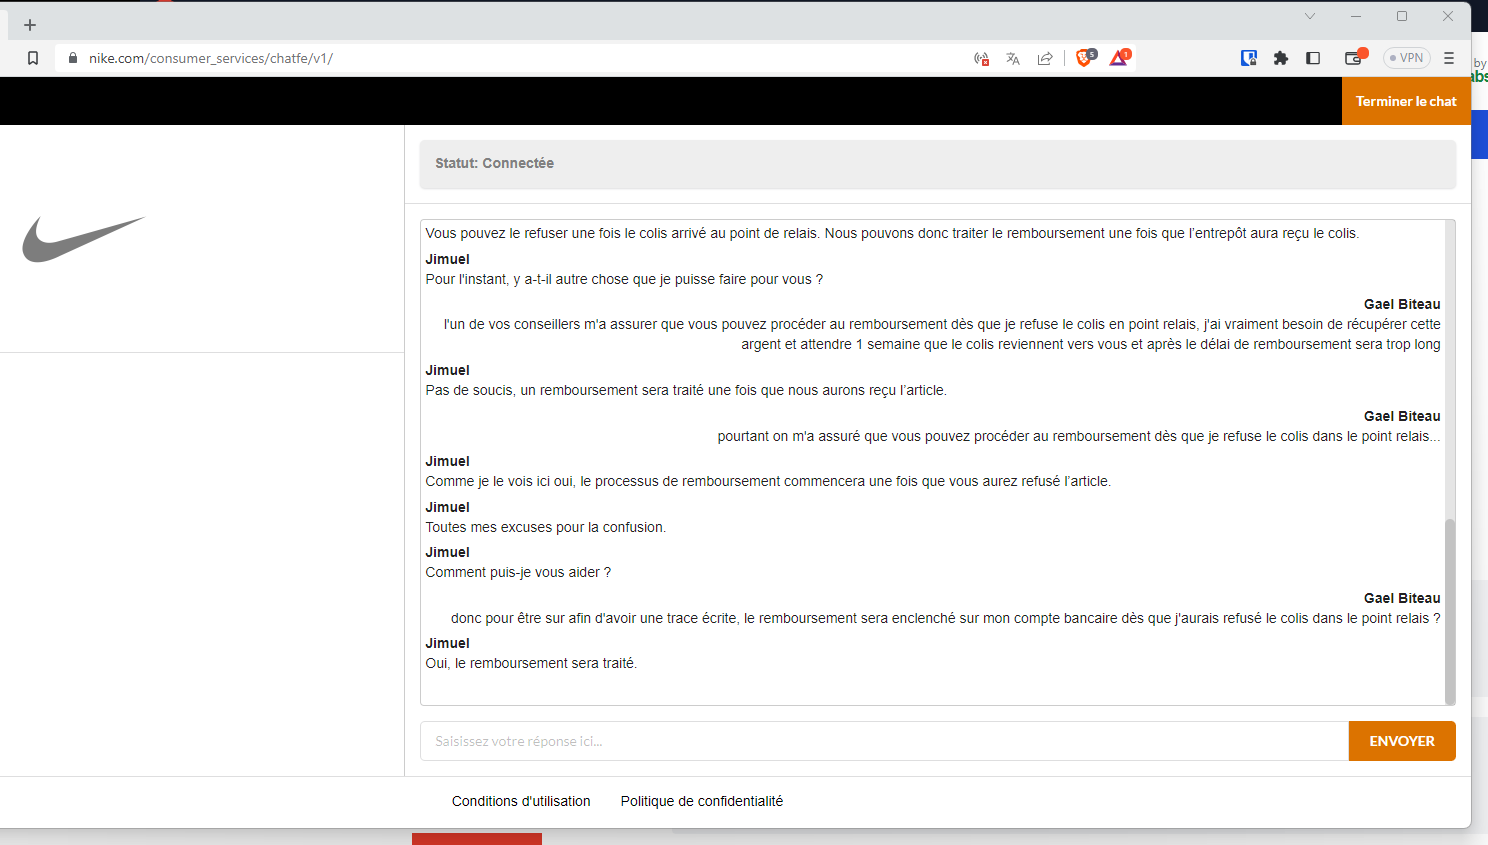 nike.com/consumer_services/chatfe/v1/
5
1
VPN
by
abs
Terminer le chat
Statut: Connectée
Vous pouvez le refuser une fois le colis arrivé au point de relais. Nous pouvons donc traiter le remboursement une fois que l’entrepôt aura reçu le colis.
Jimuel
Pour l'instant, y a-t-il autre chose que je puisse faire pour vous ?
Gael Biteau
l'un de vos conseillers m'a assurer que vous pouvez procéder au remboursement dès que je refuse le colis en point relais, j'ai vraiment besoin de récupérer cette
argent et attendre 1 semaine que le colis reviennent vers vous et après le délai de remboursement sera trop long
Jimuel
Pas de soucis, un remboursement sera traité une fois que nous aurons reçu l’article.
Gael Biteau
pourtant on m'a assuré que vous pouvez procéder au remboursement dès que je refuse le colis dans le point relais...
Jimuel
Comme je le vois ici oui, le processus de remboursement commencera une fois que vous aurez refusé l’article.
Jimuel
Toutes mes excuses pour la confusion.
Jimuel
Comment puis-je vous aider ?
Gael Biteau
donc pour être sur afin d'avoir une trace écrite, le remboursement sera enclenché sur mon compte bancaire dès que j'aurais refusé le colis dans le point relais ?
Jimuel
Oui, le remboursement sera traité.
Saisissez votre réponse ici...
ENVOYER
Conditions d'utilisation
Politique de confidentialité